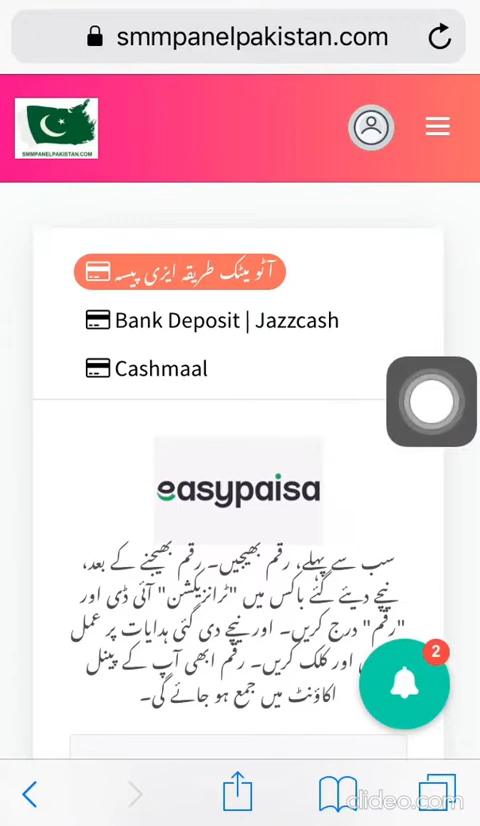 smmpanelpakistan.com
SMMPANELPAKISTAN.COM
آٹو میٹک طریقہ ایزی پیسہ
Bank Deposit | Jazzcash
Cashmaal
easypaisa
سب سے پہلے، رقم بھیجیں۔ رقم بھیجنے کے بعد،
نیچے دیئے گئے باکس میں "ٹرانزیکشن" آئی ڈی اور
"رقم" درج کریں۔ اور نیچے دی گئی ہدایات پر عمل
اور کلک کریں۔ رقم ابھی آپ کے پینل
اکاؤنٹ میں جمع ہو جائے گی۔
2
clideo.com